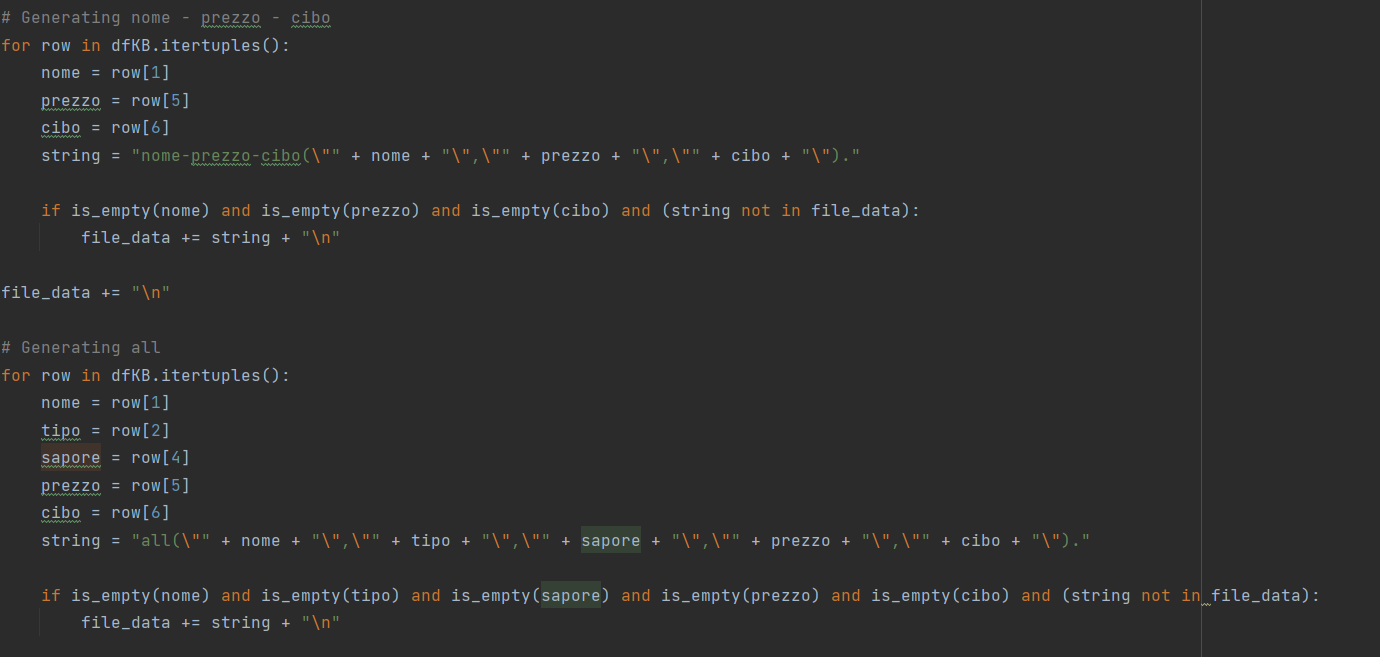 # Generating nome - prezzo - cibo
for row in dfKB.itertuples():
    nome = row[1]
    prezzo = row[5]
    cibo = row[6]
    string = "nome-prezzo-cibo(\"" + nome + "\",\"" + prezzo + "\",\"" + cibo + "\")."
    if is_empty(nome) and is_empty(prezzo) and is_empty(cibo) and (string not in file_data):
        file_data += string + "\n"
file_data += "\n"
# Generating all
for row in dfKB.itertuples():
    nome = row[1]
    tipo = row[2]
    sapore = row[4]
    prezzo = row[5]
    cibo = row[6]
    string = "all(\"" + nome + "\",\"" + tipo + "\",\"" + sapore + "\",\"" + prezzo + "\",\"" + cibo + "\")."
    if is_empty(nome) and is_empty(tipo) and is_empty(sapore) and is_empty(prezzo) and is_empty(cibo) and (string not in file_data):
        file_data += string + "\n"